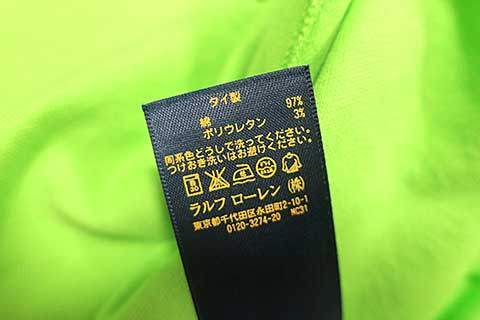 タイ製
綿 97%
ポリウレタン 3%
同系色どうしで洗ってください。
つけおき洗いはお避けください。
ラルフ ローレン (株)
東京都千代田区永田町2-10-1
0120-3274-20 MC31